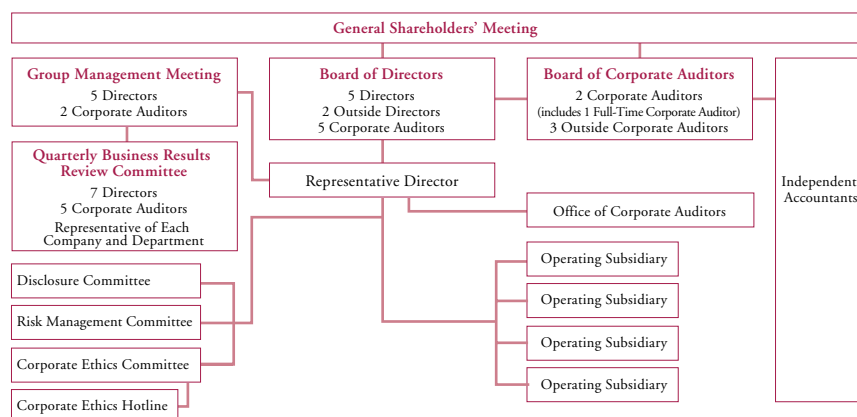 General Shareholders' Meeting
Group Management Meeting
5 Directors
2 Corporate Auditors
Board of Directors
5 Directors
2 Outside Directors
5 Corporate Auditors
Board of Corporate Auditors
2 Corporate Auditors
(includes 1 Full-Time Corporate Auditor)
3 Outside Corporate Auditors
Independent
Accountants
Quarterly Business Results
Review Committee
7 Directors
5 Corporate Auditors
Representative of Each
Company and Department
Representative Director
Office of Corporate Auditors
Disclosure Committee
Risk Management Committee
Corporate Ethics Committee
Corporate Ethics Hotline
Operating Subsidiary
Operating Subsidiary
Operating Subsidiary
Operating Subsidiary